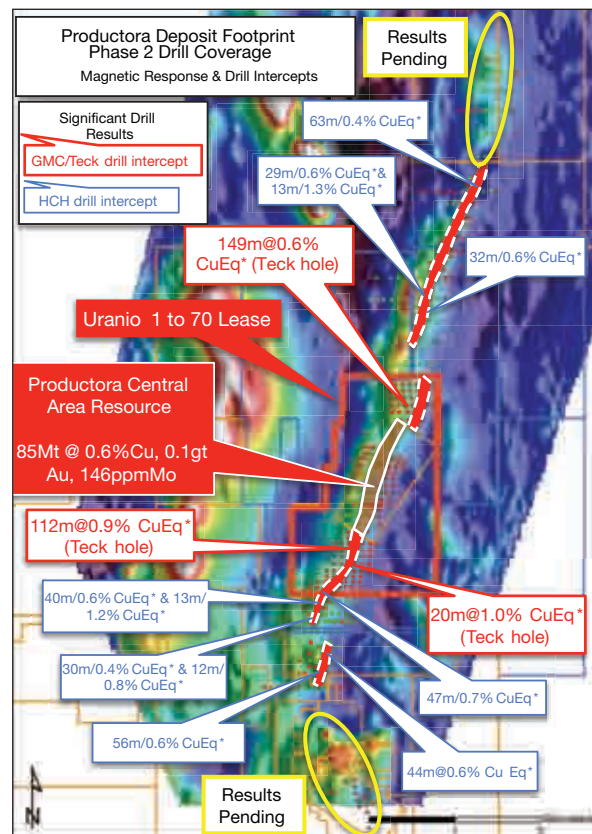 Productora Deposit Footprint
Phase 2 Drill Coverage
Magnetic Response & Drill Intercepts
Results
Pending
Significant Drill
Results
GMC/Teck drill intercept
HCH drill intercept
63m/0.4% CuEq*
29m/0.6% CuEq*&
13m/1.3% CuEq*
149m@0.6%
CuEq* (Teck hole)
32m/0.6% CuEq*
Uranio 1 to 70 Lease
Productora Central
Area Resource
85Mt @ 0.6%Cu, 0.1gt
Au, 146ppmMo
112m@0.9% CuEq*
(Teck hole)
40m/0.6% CuEq* & 13m/
1.2% CuEq*
20m@1.0% CuEq*
(Teck hole)
30m/0.4% CuEq* & 12m/
0.8% CuEq*
47m/0.7% CuEq*
56m/0.6% CuEq*
44m@0.6% Cu Eq*
Results
Pending
N